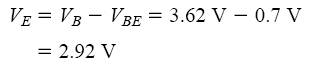 V_E = V_B − V_BE = 3.62 V − 0.7 V
= 2.92 V